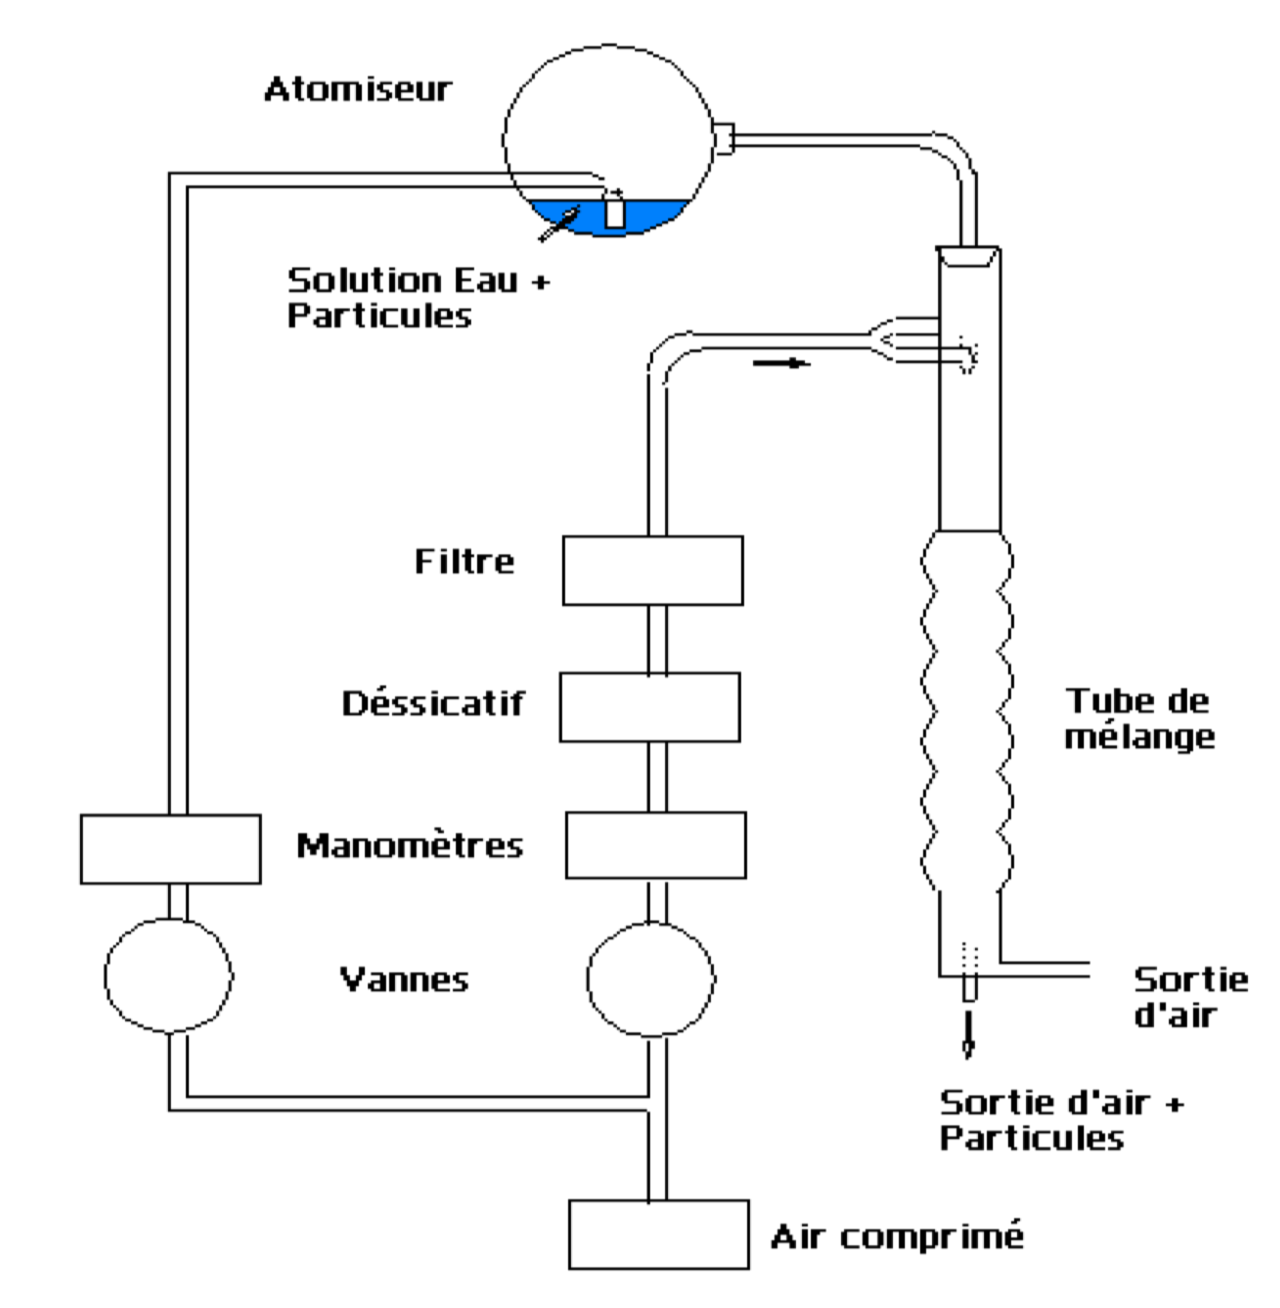 Atomiseur
Solution Eau +
Particules
Filtre
Déssicatif
Tube de
mélange
Manomètres
Vannes
Sortie
d'air
Sortie d'air +
Particules
Air comprimé